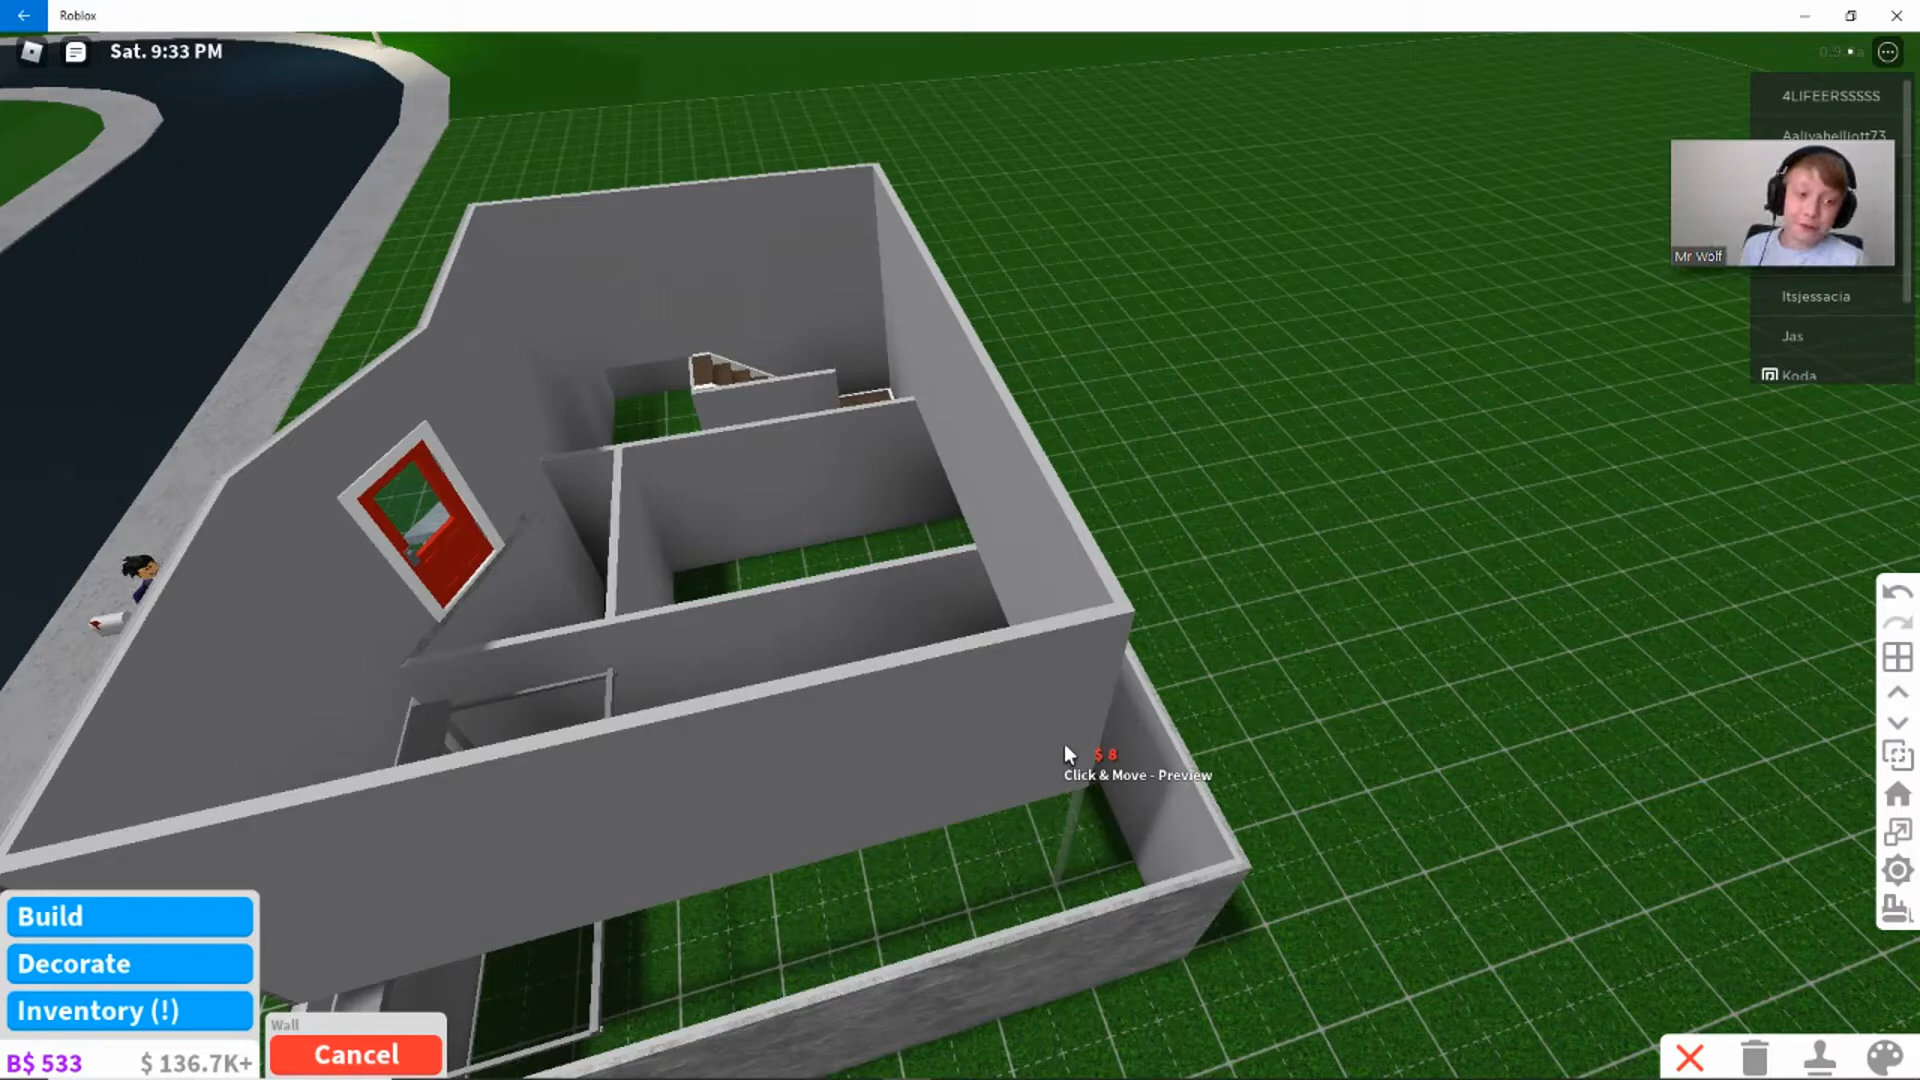 Roblox
Sat. 9:33 PM
4LIFEERSSSSS
Aaliyahelliott73
Mr Wolf
Itsjessacia
Jas
Koda
$ 8
Click & Move - Preview
Build
Decorate
Inventory (!)
Wall
Cancel
B$ 533
$ 136.7K+